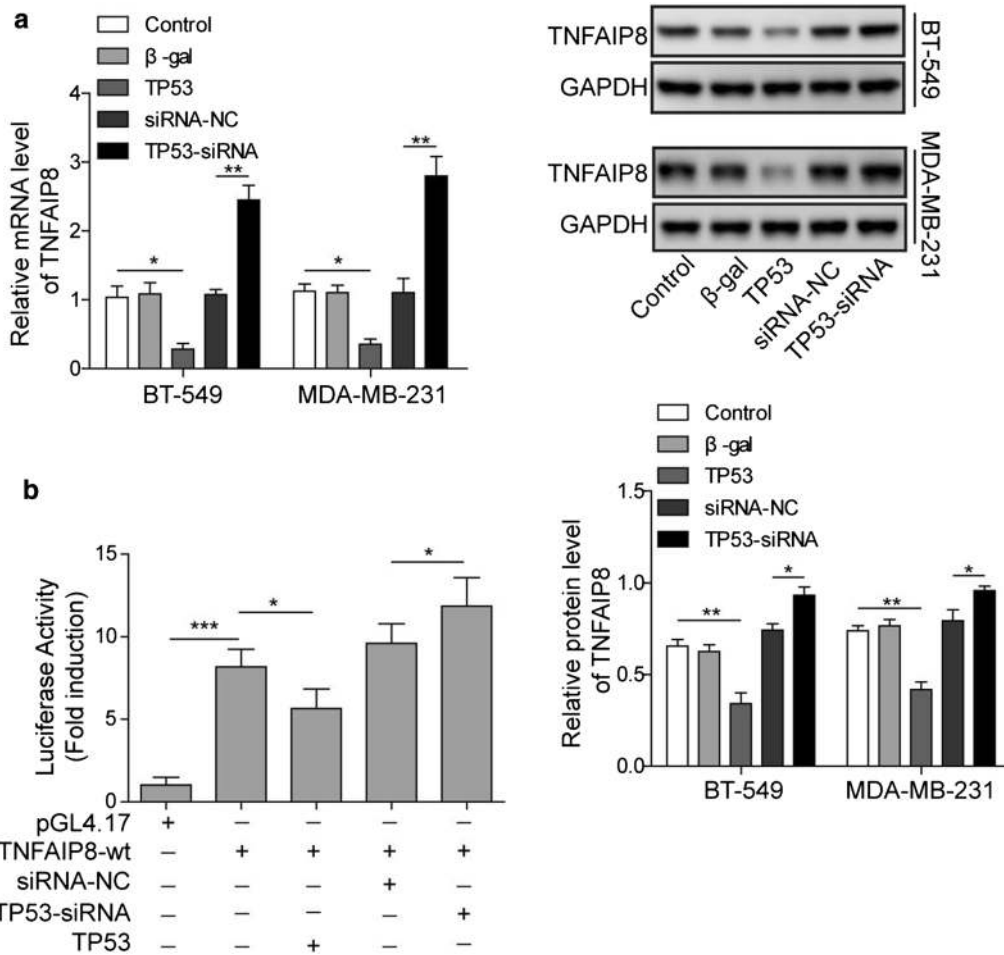 a
Control
β -gal
TP53
siRNA-NC
TP53-siRNA
Relative mRNA level
of TNFAIP8
4
3
2
1
0
*
**
*
**
BT-549
MDA-MB-231
TNFAIP8
GAPDH
BT-549
TNFAIP8
GAPDH
MDA-MB-231
Control
β-gal
TP53
siRNA-NC
TP53-siRNA
Control
β -gal
TP53
siRNA-NC
TP53-siRNA
Relative protein level
of TNFAIP8
1.5
1.0
0.5
0.0
**
*
**
*
BT-549
MDA-MB-231
b
Luciferase Activity
(Fold induction)
15
10
5
0
***
*
*
pGL4.17 + – – – –
TNFAIP8-wt – + + + +
siRNA-NC – – – + –
TP53-siRNA – – – – +
TP53 – – + – –